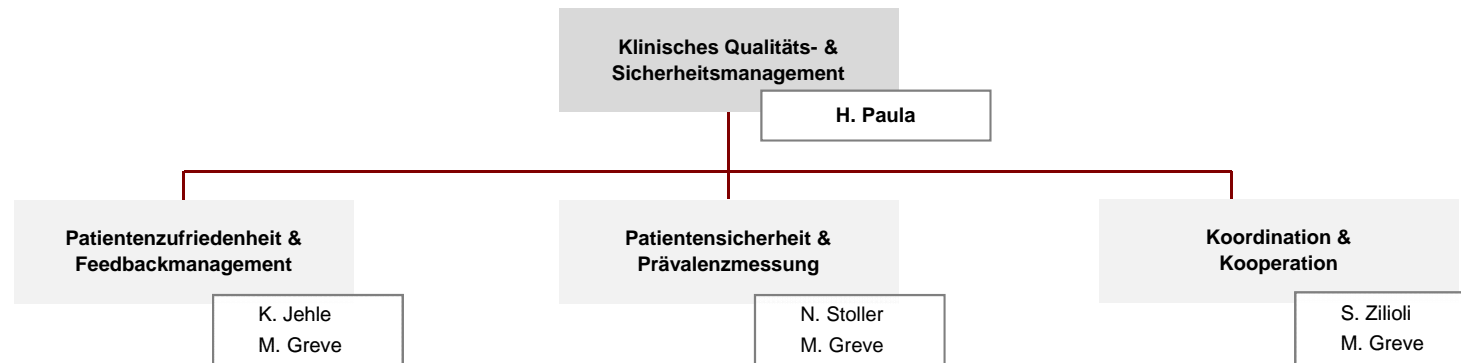 Klinisches Qualitäts- &
Sicherheitsmanagement
H. Paula
Patientenzufriedenheit &
Feedbackmanagement
K. Jehle
M. Greve
Patientensicherheit &
Prävalenzmessung
N. Stoller
M. Greve
Koordination &
Kooperation
S. Zilioli
M. Greve